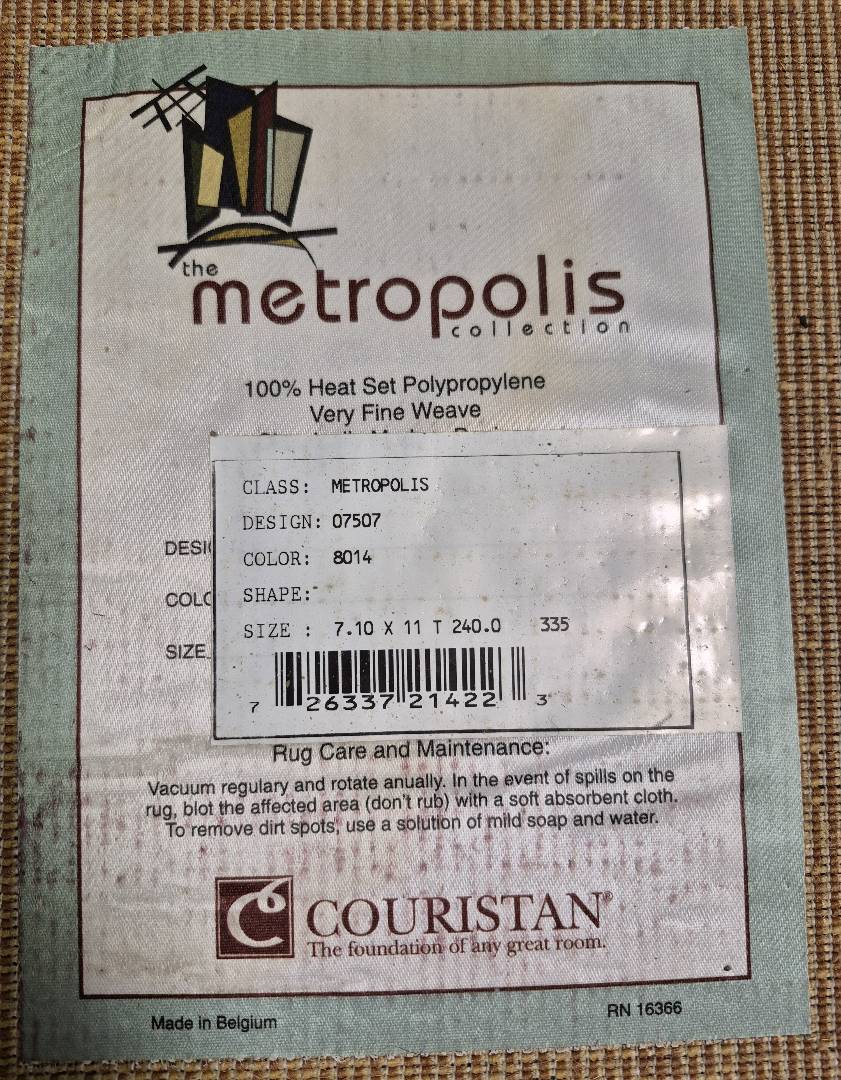 the
metropolis
collection
100% Heat Set Polypropylene
Very Fine Weave
CLASS: METROPOLIS
DESIGN: 07507
DESI
COLOR: 8014
COLO
SHAPE:
SIZE : 7.10 X 11 T 240.0 335
SIZE
7 26337 21422 3
Rug Care and Maintenance:
Vacuum regulary and rotate anually. In the event of spills on the
rug, blot the affected area (don't rub) with a soft absorbent cloth.
To remove dirt spots, use a solution of mild soap and water.
COURISTAN®
The foundation of any great room.
Made in Belgium
RN 16366